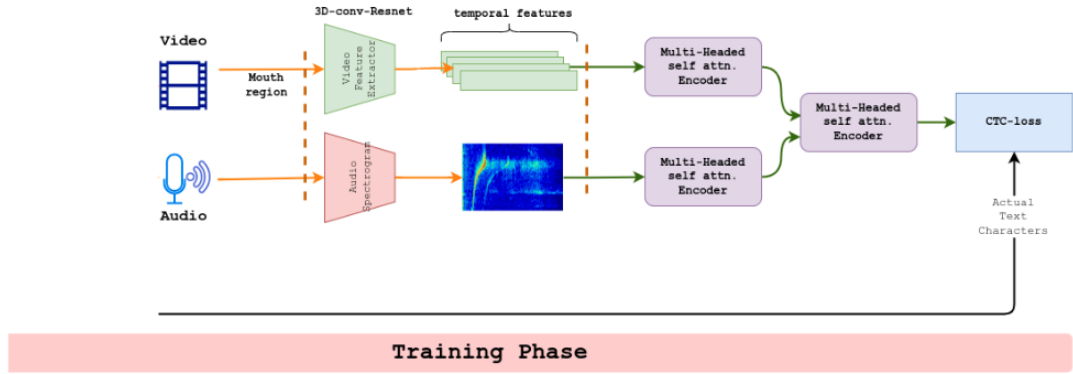 3D-conv-Resnet
temporal features
Video
Mouth
region
Video
Feature
Extractor
Multi-Headed
self attn.
Encoder
Multi-Headed
self attn.
Encoder
CTC-loss
Audio
Audio
Spectrogram
Multi-Headed
self attn.
Encoder
Actual
Text
Characters
Training Phase